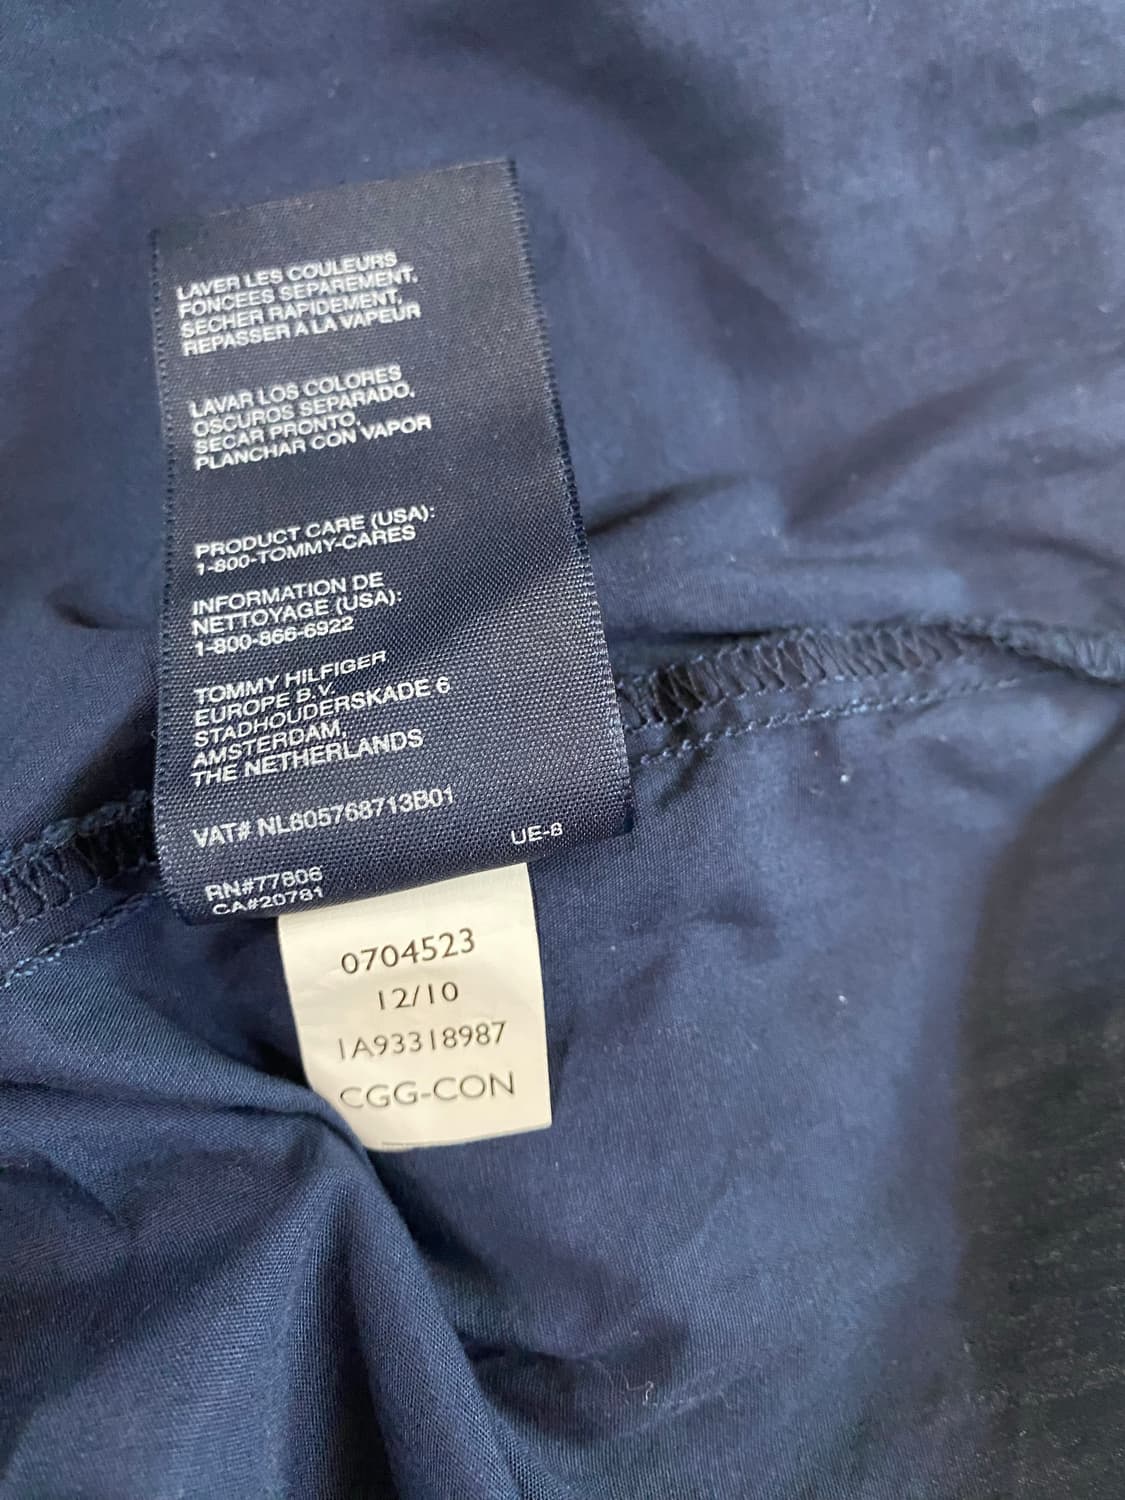 LAVER LES COULEURS
FONCEES SEPAREMENT,
SECHER RAPIDEMENT,
REPASSER A LA VAPEUR
LAVAR LOS COLORES
OSCUROS SEPARADO,
SECAR PRONTO,
PLANCHAR CON VAPOR
PRODUCT CARE (USA):
1-800-TOMMY-CARES
INFORMATION DE
NETTOYAGE (USA):
1-800-866-6922
TOMMY HILFIGER
EUROPE B.V.
STADHOUDERSKADE 6
AMSTERDAM,
THE NETHERLANDS
VAT# NL805768713B01
UE-8
RN#77806
CA#20781
0704523
12/10
1A93318987
CGG-CON